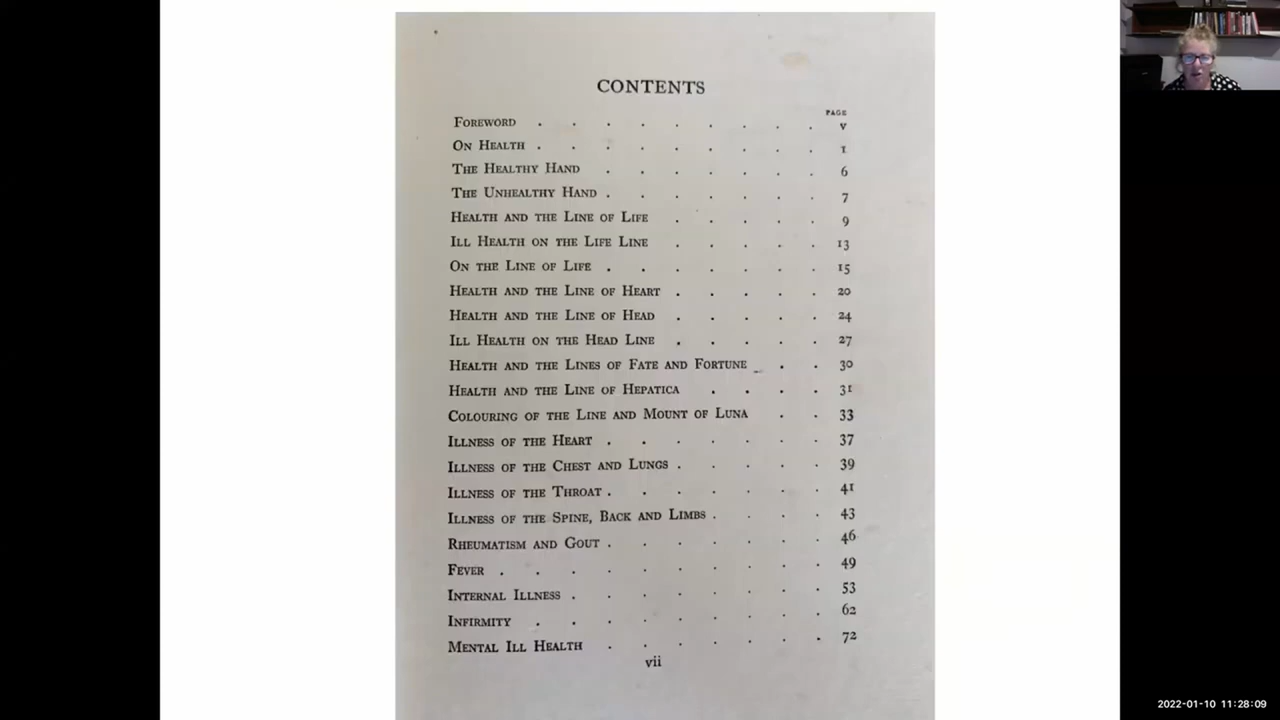 CONTENTS
PAGE
FOREWORD . . . . . . . . . v
ON HEALTH . . . . . . . . . 1
THE HEALTHY HAND . . . . . . . 6
THE UNHEALTHY HAND . . . . . . . 7
HEALTH AND THE LINE OF LIFE . . . . . 9
ILL HEALTH ON THE LIFE LINE . . . . . 13
ON THE LINE OF LIFE . . . . . . . 15
HEALTH AND THE LINE OF HEART . . . . . 20
HEALTH AND THE LINE OF HEAD . . . . . 24
ILL HEALTH ON THE HEAD LINE . . . . . 27
HEALTH AND THE LINES OF FATE AND FORTUNE . . 30
HEALTH AND THE LINE OF HEPATICA . . . . 31
COLOURING OF THE LINE AND MOUNT OF LUNA . . 33
ILLNESS OF THE HEART . . . . . . . 37
ILLNESS OF THE CHEST AND LUNGS . . . . . 39
ILLNESS OF THE THROAT . . . . . . . 41
ILLNESS OF THE SPINE, BACK AND LIMBS . . . . 43
RHEUMATISM AND GOUT . . . . . . . 46
FEVER . . . . . . . . . . 49
INTERNAL ILLNESS . . . . . . . . 53
INFIRMITY . . . . . . . . . 62
MENTAL ILL HEALTH . . . . . . . 72
vii
2022-01-10 11:28:09